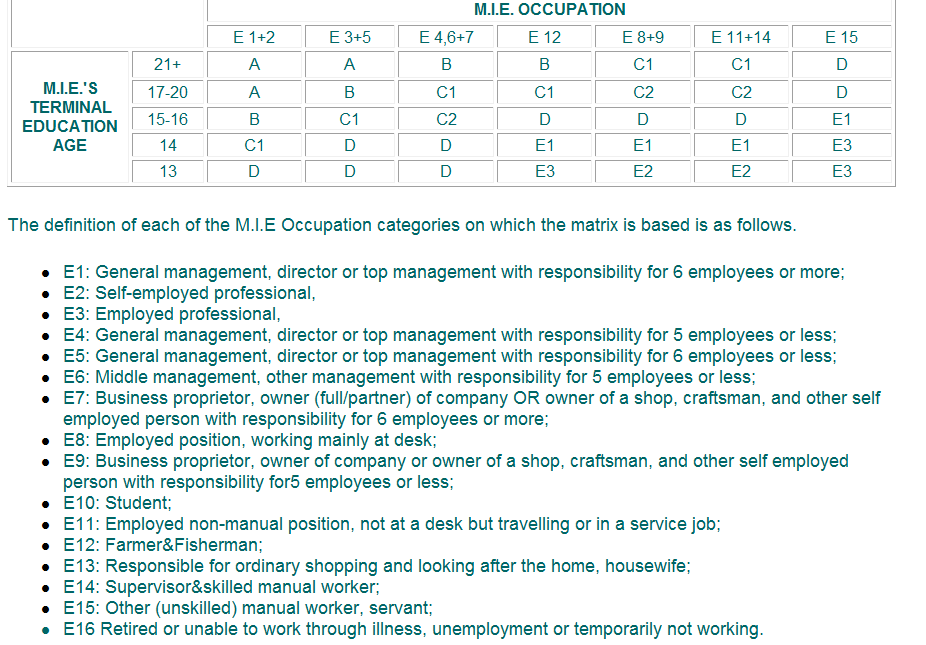 M.I.E. OCCUPATION
E 1+2 E 3+5 E 4,6+7 E 12 E 8+9 E 11+14 E 15
M.I.E.'S TERMINAL EDUCATION AGE
21+ A A B B C1 C1 D
17-20 A B C1 C1 C2 C2 D
15-16 B C1 C2 D D D E1
14 C1 D D E1 E1 E1 E3
13 D D D E3 E2 E2 E3
The definition of each of the M.I.E Occupation categories on which the matrix is based is as follows.
• E1: General management, director or top management with responsibility for 6 employees or more;
• E2: Self-employed professional,
• E3: Employed professional,
• E4: General management, director or top management with responsibility for 5 employees or less;
• E5: General management, director or top management with responsibility for 6 employees or less;
• E6: Middle management, other management with responsibility for 5 employees or less;
• E7: Business proprietor, owner (full/partner) of company OR owner of a shop, craftsman, and other self
employed person with responsibility for 6 employees or more;
• E8: Employed position, working mainly at desk;
• E9: Business proprietor, owner of company or owner of a shop, craftsman, and other self employed
person with responsibility for5 employees or less;
• E10: Student;
• E11: Employed non-manual position, not at a desk but travelling or in a service job;
• E12: Farmer&Fisherman;
• E13: Responsible for ordinary shopping and looking after the home, housewife;
• E14: Supervisor&skilled manual worker;
• E15: Other (unskilled) manual worker, servant;
• E16 Retired or unable to work through illness, unemployment or temporarily not working.